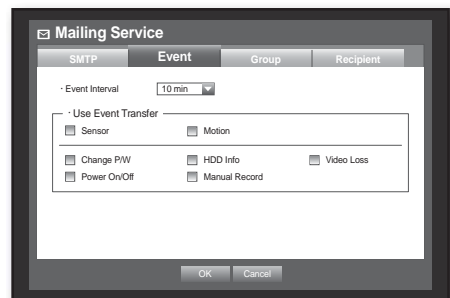 Mailing Service
SMTP Event Group Recipient
· Event Interval 10 min
· Use Event Transfer
Sensor Motion
Change P/W HDD Info Video Loss
Power On/Off Manual Record
OK Cancel